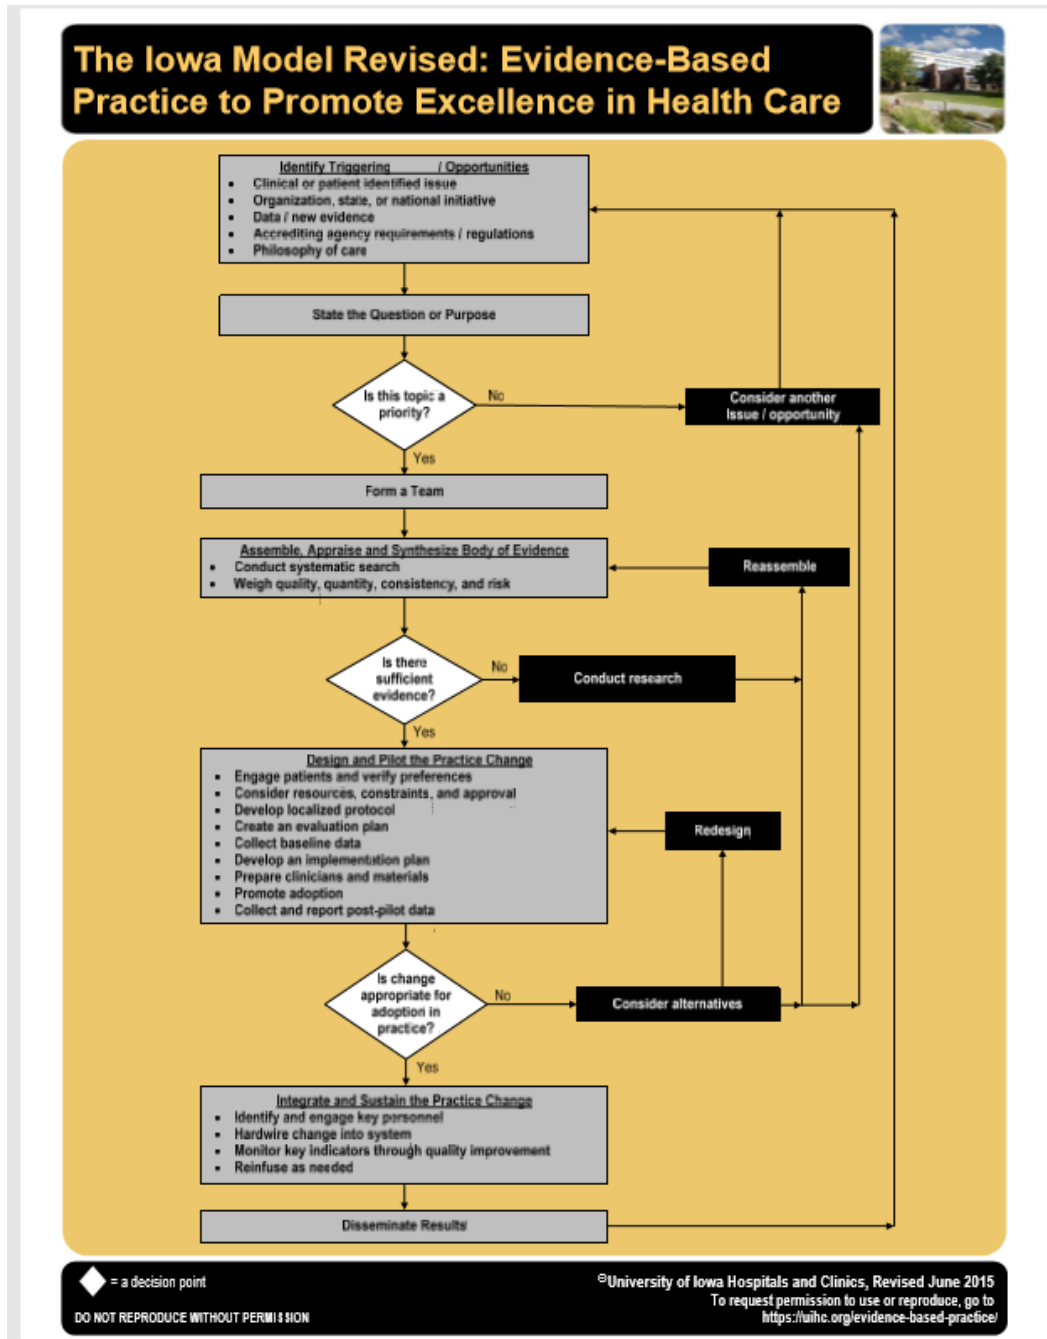 The Iowa Model Revised: Evidence-Based
Practice to Promote Excellence in Health Care
Identify Triggering / Opportunities
Clinical or patient identified issue
Organization, state, or national initiative
Data / new evidence
Accrediting agency requirements / regulations
Philosophy of care
State the Question or Purpose
Is this topic a
priority?
No
Consider another
Issue / opportunity
Yes
Form a Team
Assemble, Appraise and Synthesize Body of Evidence
Conduct systematic search
Weigh quality, quantity, consistency, and risk
Reassemble
Is there
sufficient
evidence?
No
Conduct research
Yes
Design and Pilot the Practice Change
Engage patients and verify preferences
Consider resources, constraints, and approval
Develop localized protocol
Create an evaluation plan
Collect baseline data
Develop an implementation plan
Prepare clinicians and materials
Promote adoption
Collect and report post-pilot data
Redesign
Is change
appropriate for
adoption in
practice?
No
Consider alternatives
Yes
Integrate and Sustain the Practice Change
Identify and engage key personnel
Hardwire change into system
Monitor key indicators through quality improvement
Reinfuse as needed
Disseminate Results
= a decision point
DO NOT REPRODUCE WITHOUT PERMISSION
©University of Iowa Hospitals and Clinics, Revised June 2015
To request permission to use or reproduce, go to
https://uihc.org/evidence-based-practice/